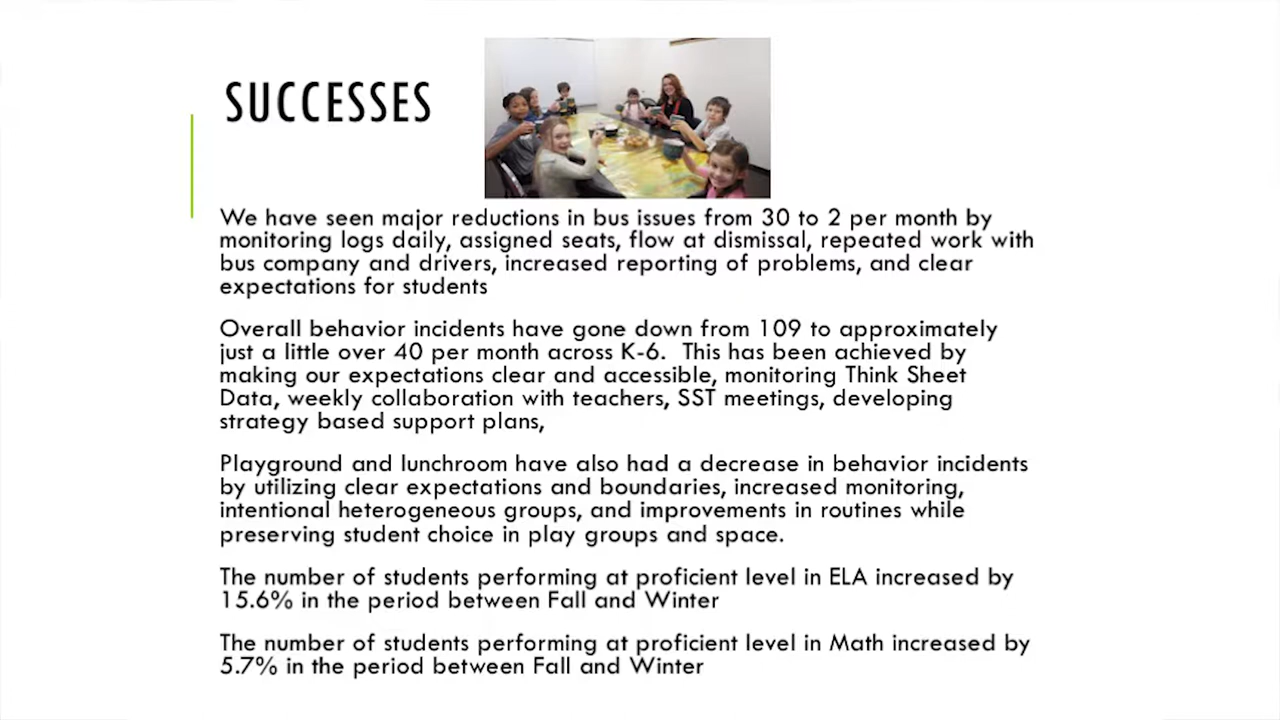 SUCCESSES
We have seen major reductions in bus issues from 30 to 2 per month by
monitoring logs daily, assigned seats, flow at dismissal, repeated work with
bus company and drivers, increased reporting of problems, and clear
expectations for students
Overall behavior incidents have gone down from 109 to approximately
just a little over 40 per month across K-6.  This has been achieved by
making our expectations clear and accessible, monitoring Think Sheet
Data, weekly collaboration with teachers, SST meetings, developing
strategy based support plans,
Playground and lunchroom have also had a decrease in behavior incidents
by utilizing clear expectations and boundaries, increased monitoring,
intentional heterogeneous groups, and improvements in routines while
preserving student choice in play groups and space.
The number of students performing at proficient level in ELA increased by
15.6% in the period between Fall and Winter
The number of students performing at proficient level in Math increased by
5.7% in the period between Fall and Winter